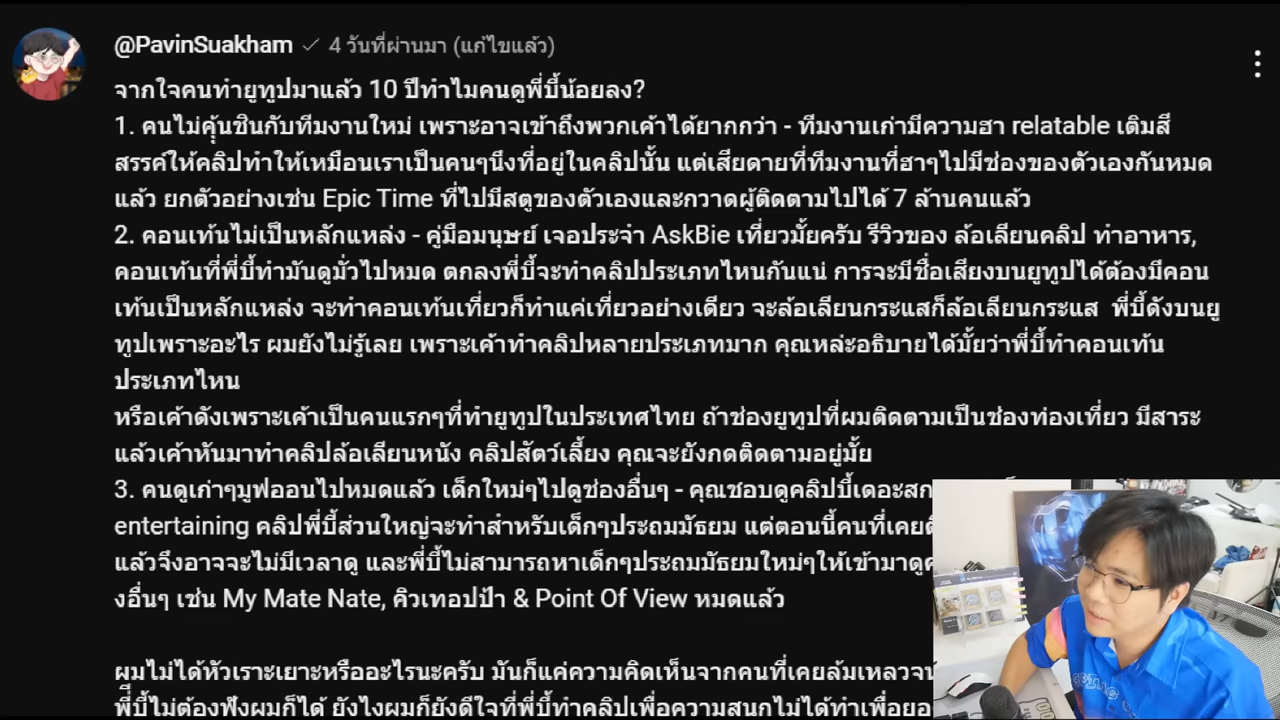 @PavinSuakham 4 วันที่ผ่านมา (แก้ไขแล้ว)
จากใจคนทำยูทูปมาแล้ว 10 ปีทำไมคนดูพี่บี้น้อยลง?
1. คนไม่คุ้นชินกับทีมงานใหม่ เพราะอาจเข้าถึงพวกเค้าได้ยากกว่า - ทีมงานเก่ามีความฮา relatable เติมสี
สรรค์ให้คลิปทำให้เหมือนเราเป็นคนๆนึงที่อยู่ในคลิปนั้น แต่เสียดายที่ทีมงานที่ฮาๆไปมีช่องของตัวเองกันหมด
แล้ว ยกตัวอย่างเช่น Epic Time ที่ไปมีสตูของตัวเองและกวาดผู้ติดตามไปได้ 7 ล้านคนแล้ว
2. คอนเท้นไม่เป็นหลักแหล่ง - คู่มือมนุษย์ เจอประจำ AskBie เที่ยวมั้ยครับ รีวิวของ ล้อเลียนคลิป ทำอาหาร,
คอนเท้นที่พี่บี้ทำมันดูมั่วไปหมด ตกลงพี่บี้จะทำคลิปประเภทไหนกันแน่ การจะมีชื่อเสียงบนยูทูปได้ต้องมีคอน
เท้นเป็นหลักแหล่ง จะทำคอนเท้นเที่ยวก็ทำแค่เที่ยวอย่างเดียว จะล้อเลียนกระแสก็ล้อเลียนกระแส พี่บี้ดังบนยู
ทูปเพราะอะไร ผมยังไม่รู้เลย เพราะเค้าทำคลิปหลายประเภทมาก คุณหล่ะอธิบายได้มั้ยว่าพี่บี้ทำคอนเท้น
ประเภทไหน
หรือเค้าดังเพราะเค้าเป็นคนแรกๆที่ทำยูทูปในประเทศไทย ถ้าช่องยูทูปที่ผมติดตามเป็นช่องท่องเที่ยว มีสาระ
แล้วเค้าหันมาทำคลิปล้อเลียนหนัง คลิปสัตว์เลี้ยง คุณจะยังกดติดตามอยู่มั้ย
3. คนดูเก่าๆมูฟออนไปหมดแล้ว เด็กใหม่ๆไปดูช่องอื่นๆ - คุณชอบดูคลิปบี้เดอะสก
entertaining คลิปพี่บี้ส่วนใหญ่จะทำสำหรับเด็กๆประถมมัธยม แต่ตอนนี้คนที่เคย
แล้วจึงอาจจะไม่มีเวลาดู และพี่บี้ไม่สามารถหาเด็กๆประถมมัธยมใหม่ๆให้เข้ามาดู
งอื่นๆ เช่น My Mate Nate, คิวเทอปป้า & Point Of View หมดแล้ว
ผมไม่ได้หัวเราะเยาะหรืออะไรนะครับ มันก็แค่ความคิดเห็นจากคนที่เคยล้มเหลว
พี่บี้ไม่ต้องฟังผมก็ได้ ยังไงผมก็ยังดีใจที่พี่บี้ทำคลิปเพื่อความสนุกไม่ได้ทำเพื่อยอ